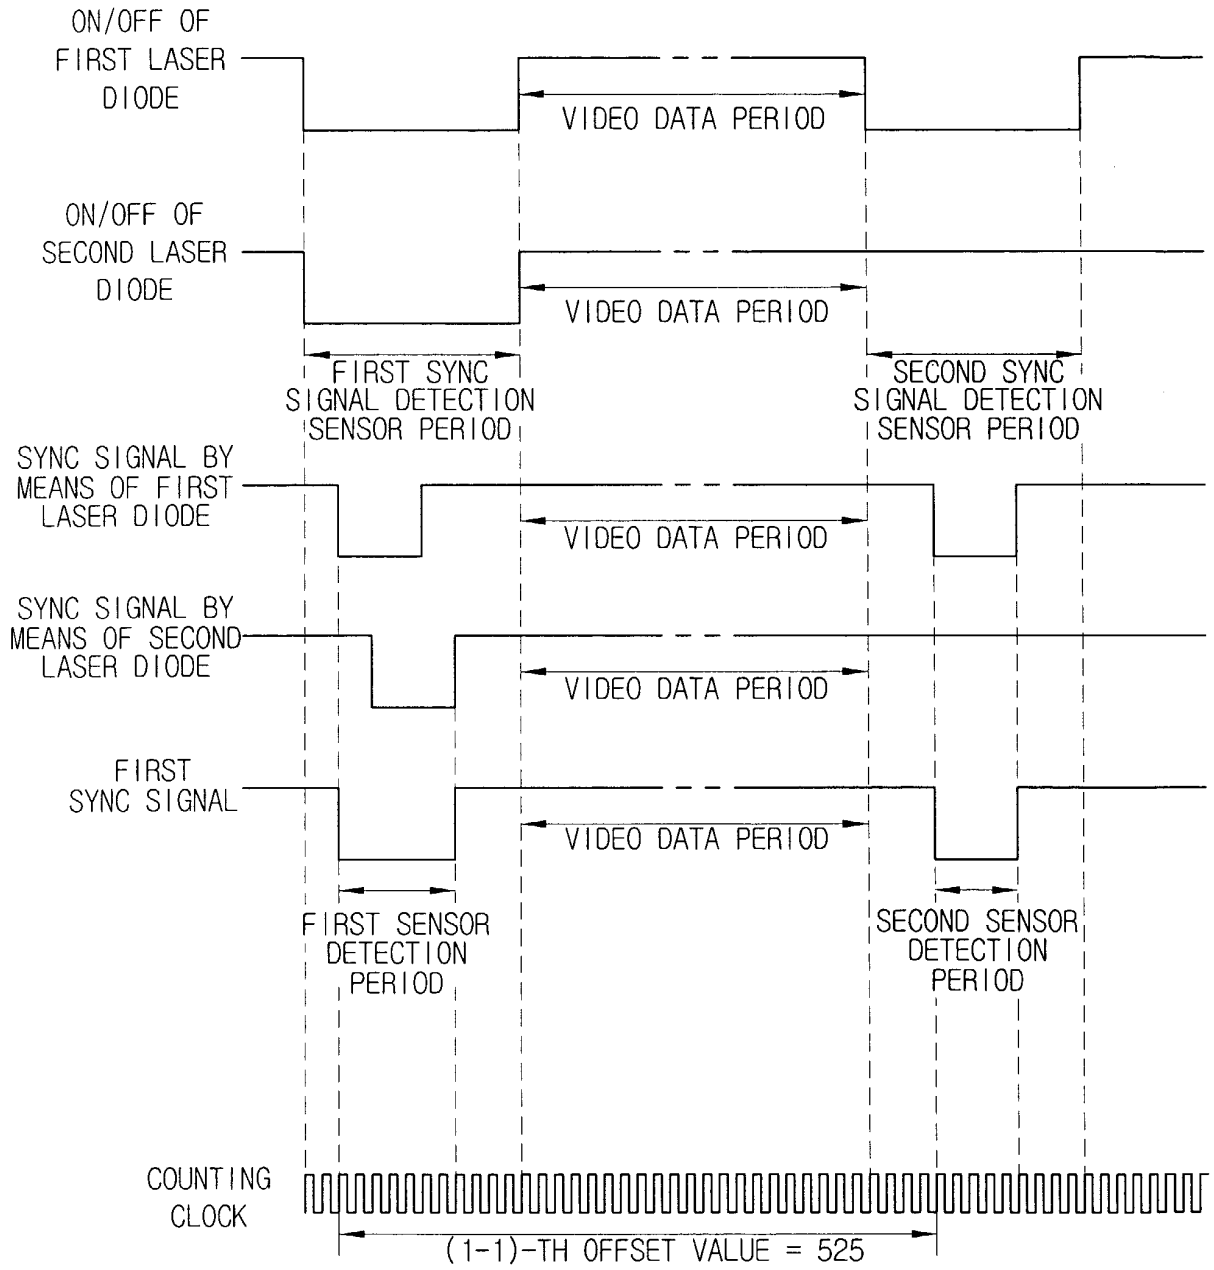 ON/OFF OF
FIRST LASER
DIODE
VIDEO DATA PERIOD
ON/OFF OF
SECOND LASER
DIODE
VIDEO DATA PERIOD
FIRST SYNC
SIGNAL DETECTION
SENSOR PERIOD
SECOND SYNC
SIGNAL DETECTION
SENSOR PERIOD
SYNC SIGNAL BY
MEANS OF FIRST
LASER DIODE
VIDEO DATA PERIOD
SYNC SIGNAL BY
MEANS OF SECOND
LASER DIODE
VIDEO DATA PERIOD
FIRST
SYNC SIGNAL
VIDEO DATA PERIOD
FIRST SENSOR
DETECTION
PERIOD
SECOND SENSOR
DETECTION
PERIOD
COUNTING
CLOCK
(1-1)-TH OFFSET VALUE = 525